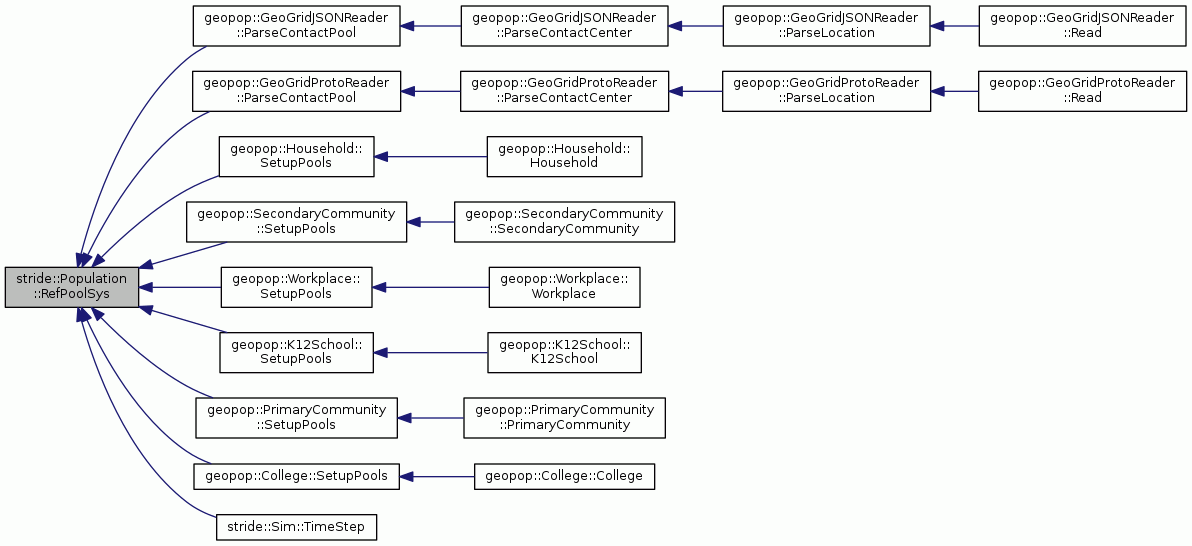 geopop::GeoGridJSONReader
::ParseContactPool
geopop::GeoGridJSONReader
::ParseContactCenter
geopop::GeoGridJSONReader
::ParseLocation
geopop::GeoGridJSONReader
::Read
geopop::GeoGridProtoReader
::ParseContactPool
geopop::GeoGridProtoReader
::ParseContactCenter
geopop::GeoGridProtoReader
::ParseLocation
geopop::GeoGridProtoReader
::Read
geopop::Household::
SetupPools
geopop::Household::
Household
geopop::SecondaryCommunity
::SetupPools
geopop::SecondaryCommunity
::SecondaryCommunity
stride::Population
::RefPoolSys
geopop::Workplace::
SetupPools
geopop::Workplace::
Workplace
geopop::K12School::
SetupPools
geopop::K12School::
K12School
geopop::PrimaryCommunity
::SetupPools
geopop::PrimaryCommunity
::PrimaryCommunity
geopop::College::SetupPools
geopop::College::College
stride::Sim::TimeStep